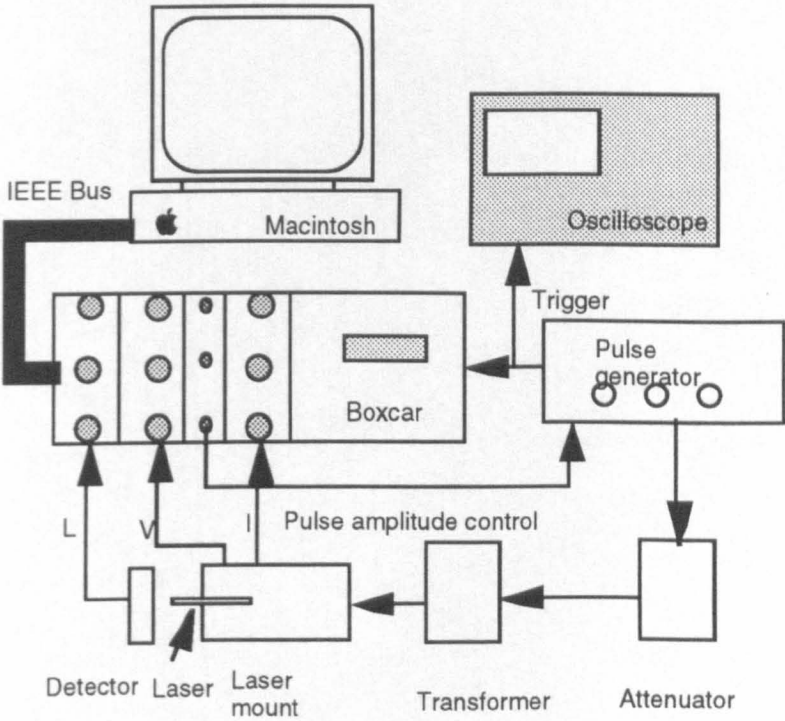 IEEE Bus
Macintosh
Oscilloscope
Trigger
Pulse
generator
Boxcar
L
V
I
Pulse amplitude control
Detector
Laser
Laser
mount
Transformer
Attenuator